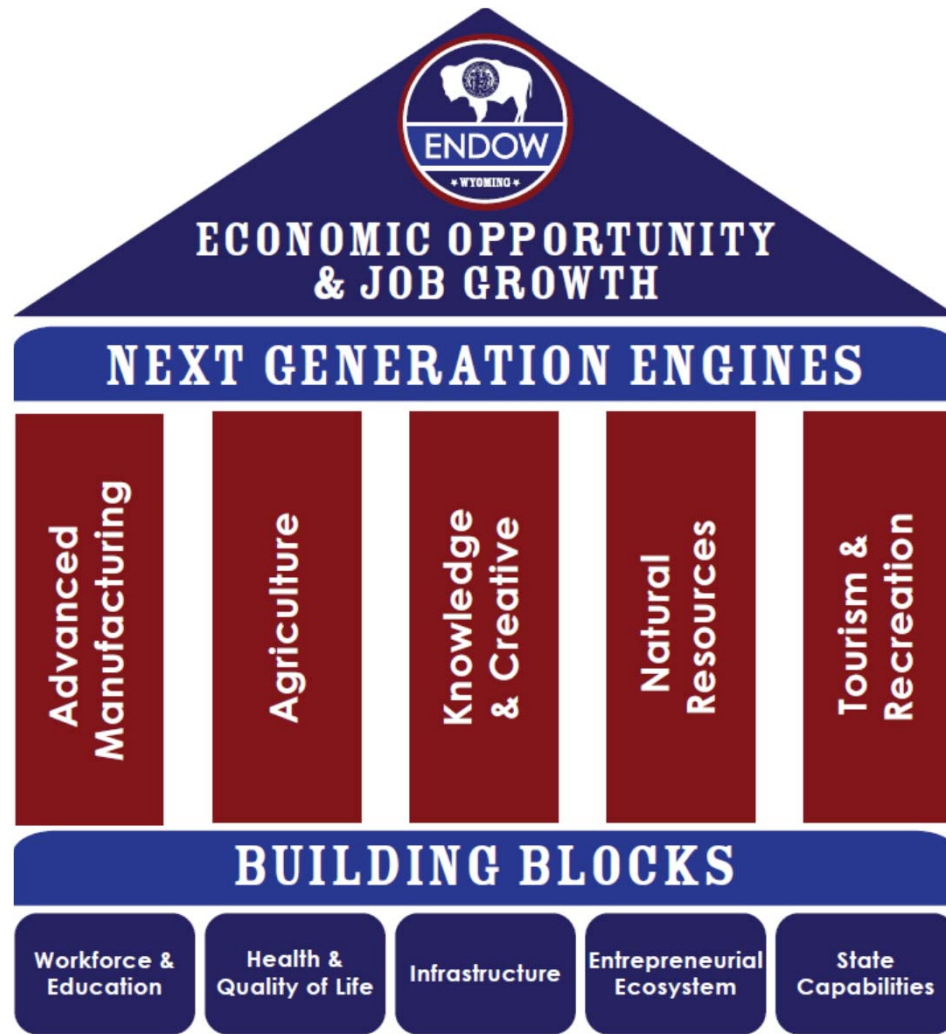 ENDOW
WYOMING
ECONOMIC OPPORTUNITY
& JOB GROWTH
NEXT GENERATION ENGINES
Advanced
Manufacturing
Agriculture
Knowledge
& Creative
Natural
Resources
Tourism &
Recreation
BUILDING BLOCKS
Workforce &
Education
Health &
Quality of Life
Infrastructure
Entrepreneurial
Ecosystem
State
Capabilities